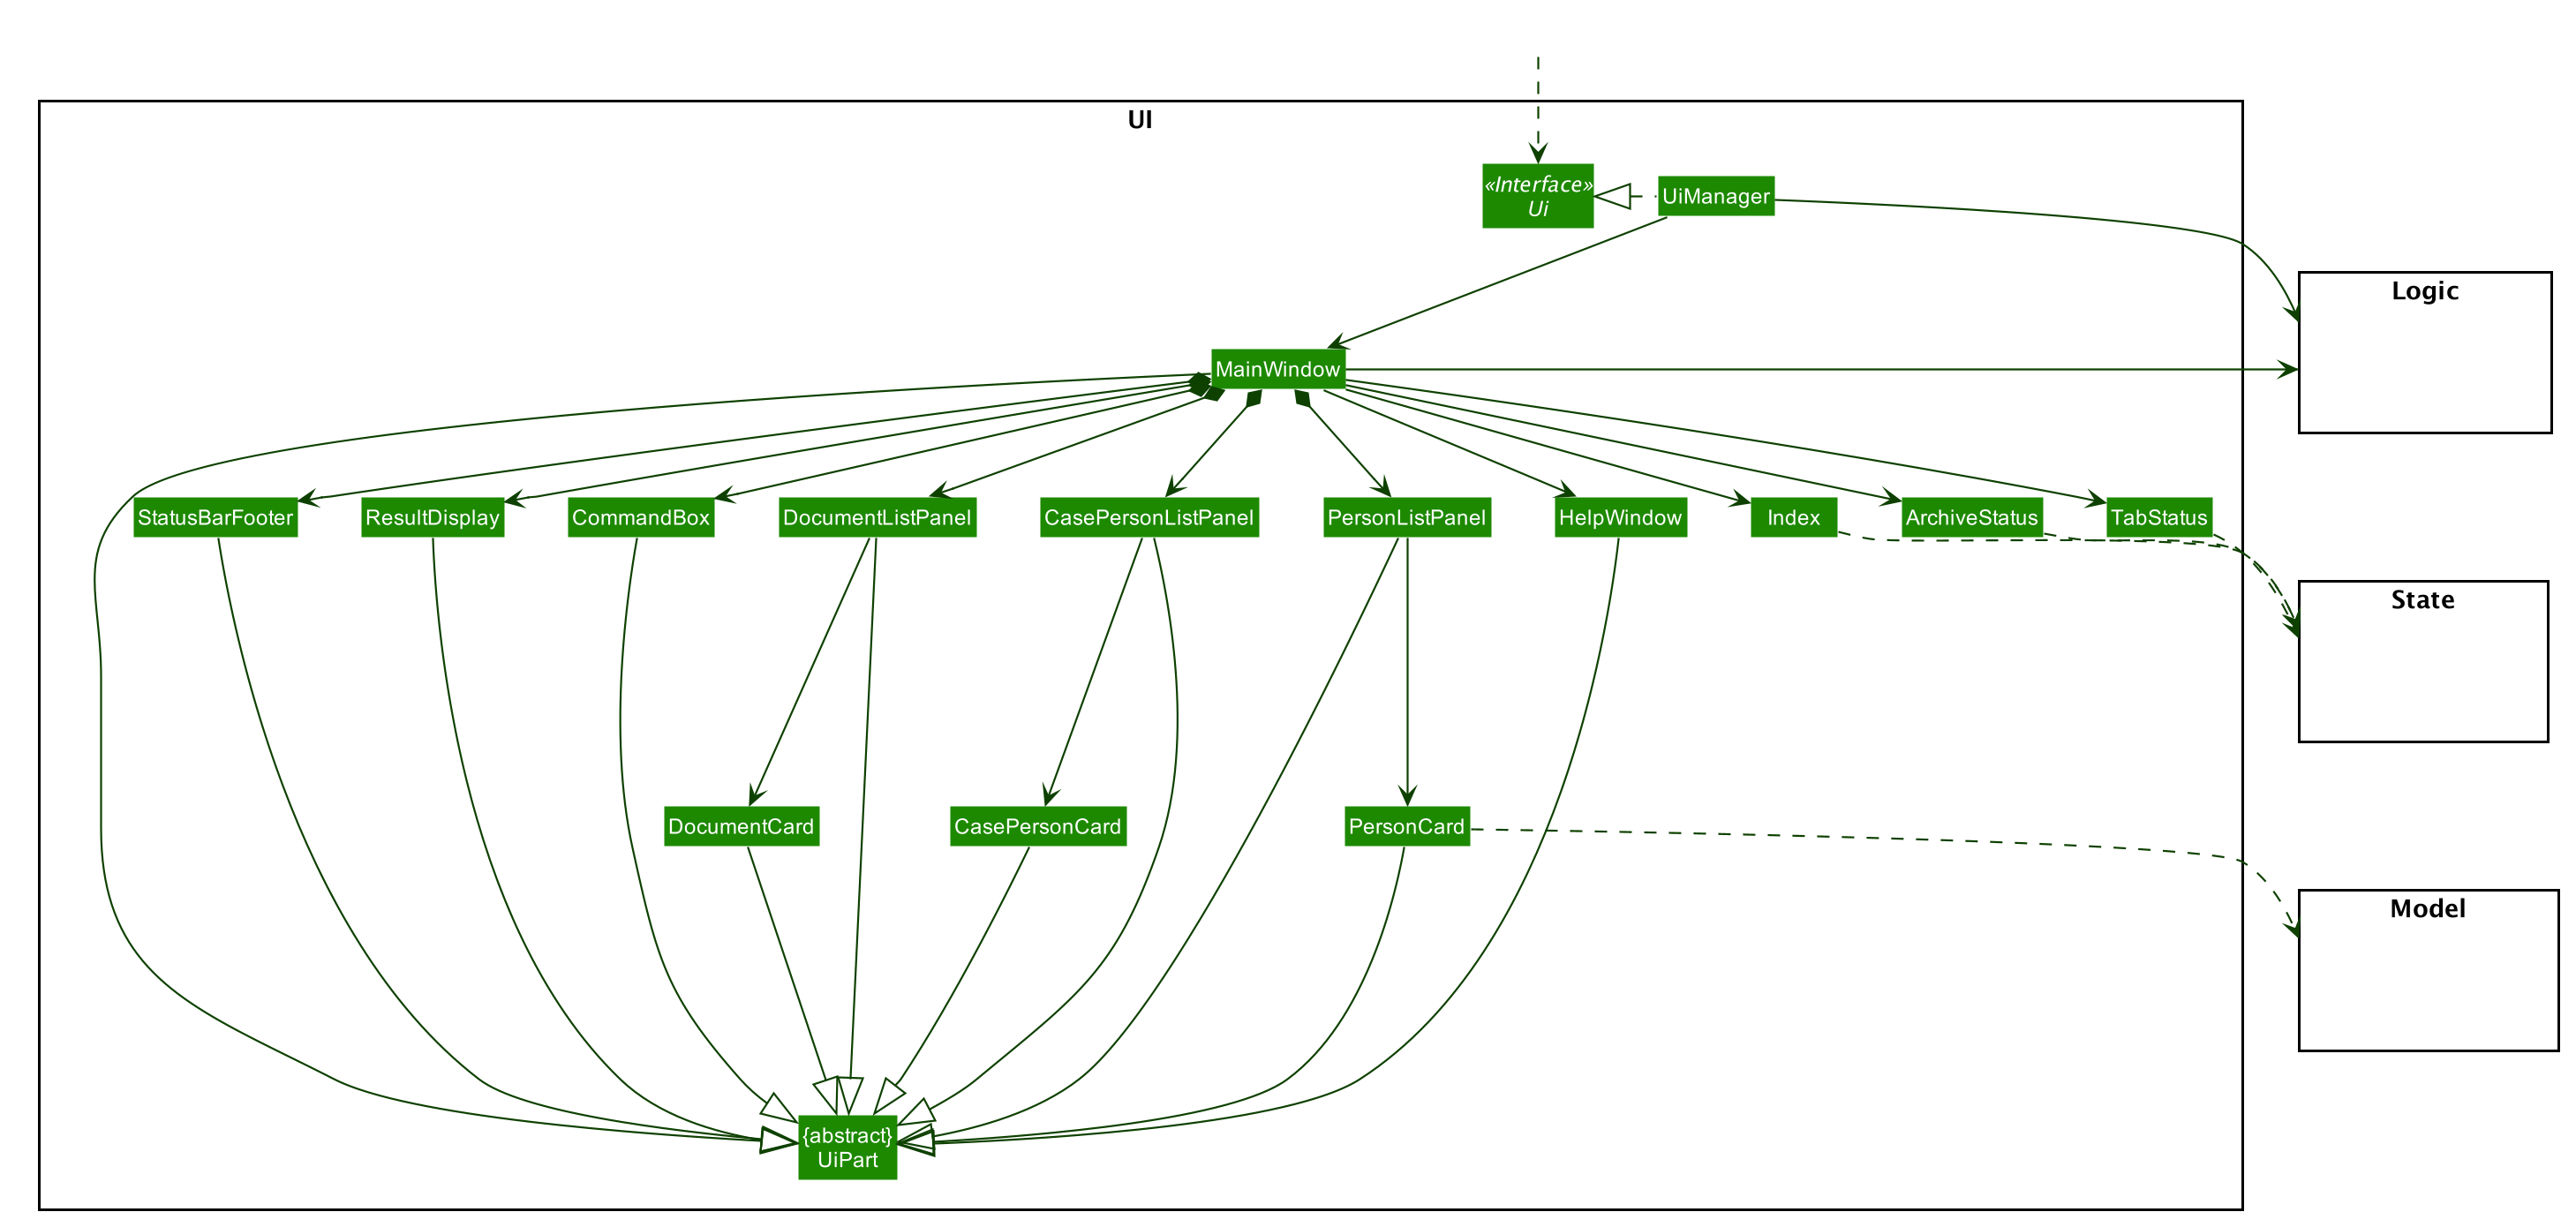 UI
«Interface»
Ui
UiManager
Logic
MainWindow
StatusBarFooter
ResultDisplay
CommandBox
DocumentListPanel
CasePersonListPanel
PersonListPanel
HelpWindow
Index
ArchiveStatus
TabStatus
State
DocumentCard
CasePersonCard
PersonCard
Model
{abstract}
UiPart